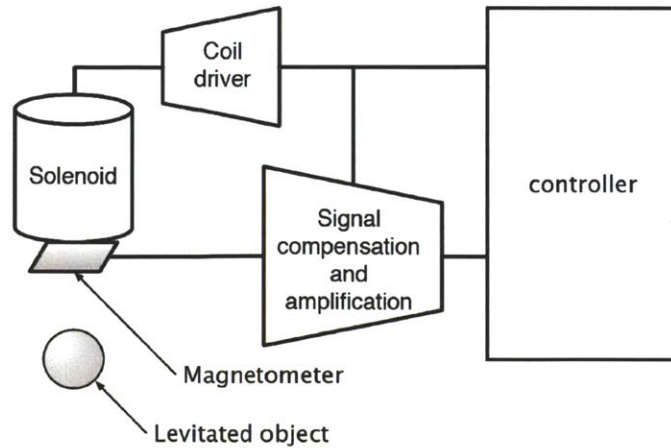 Coil
driver
Solenoid
controller
Signal
compensation
and
amplification
Magnetometer
Levitated object